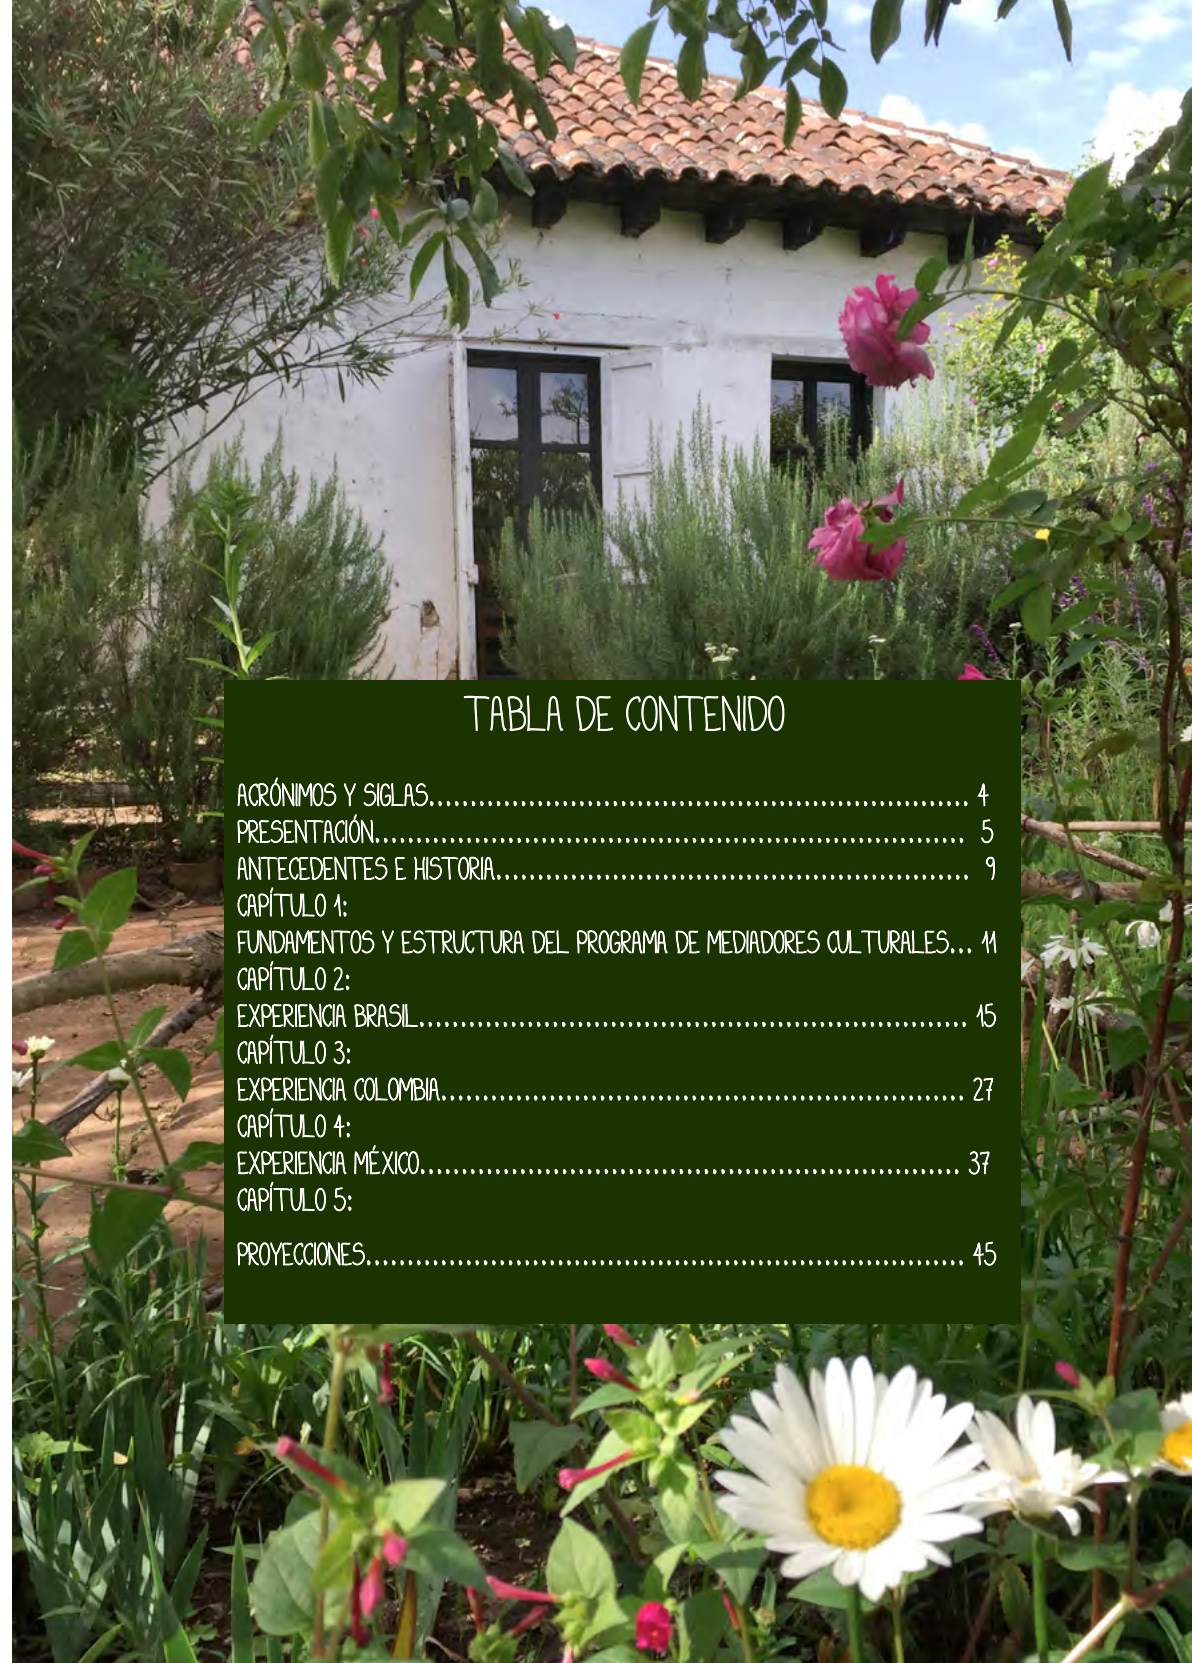 TABLA DE CONTENIDO
ACRÓNIMOS Y SIGLAS................................................................. 4
PRESENTACIÓN....................................................................... 5
ANTECEDENTES E HISTORIA......................................................... 9
CAPÍTULO 1:
FUNDAMENTOS Y ESTRUCTURA DEL PROGRAMA DE MEDIADORES CULTURALES... 11
CAPÍTULO 2:
EXPERIENCIA BRASIL.................................................................. 15
CAPÍTULO 3:
EXPERIENCIA COLOMBIA............................................................... 27
CAPÍTULO 4:
EXPERIENCIA MÉXICO................................................................. 37
CAPÍTULO 5:
PROYECCIONES........................................................................ 45